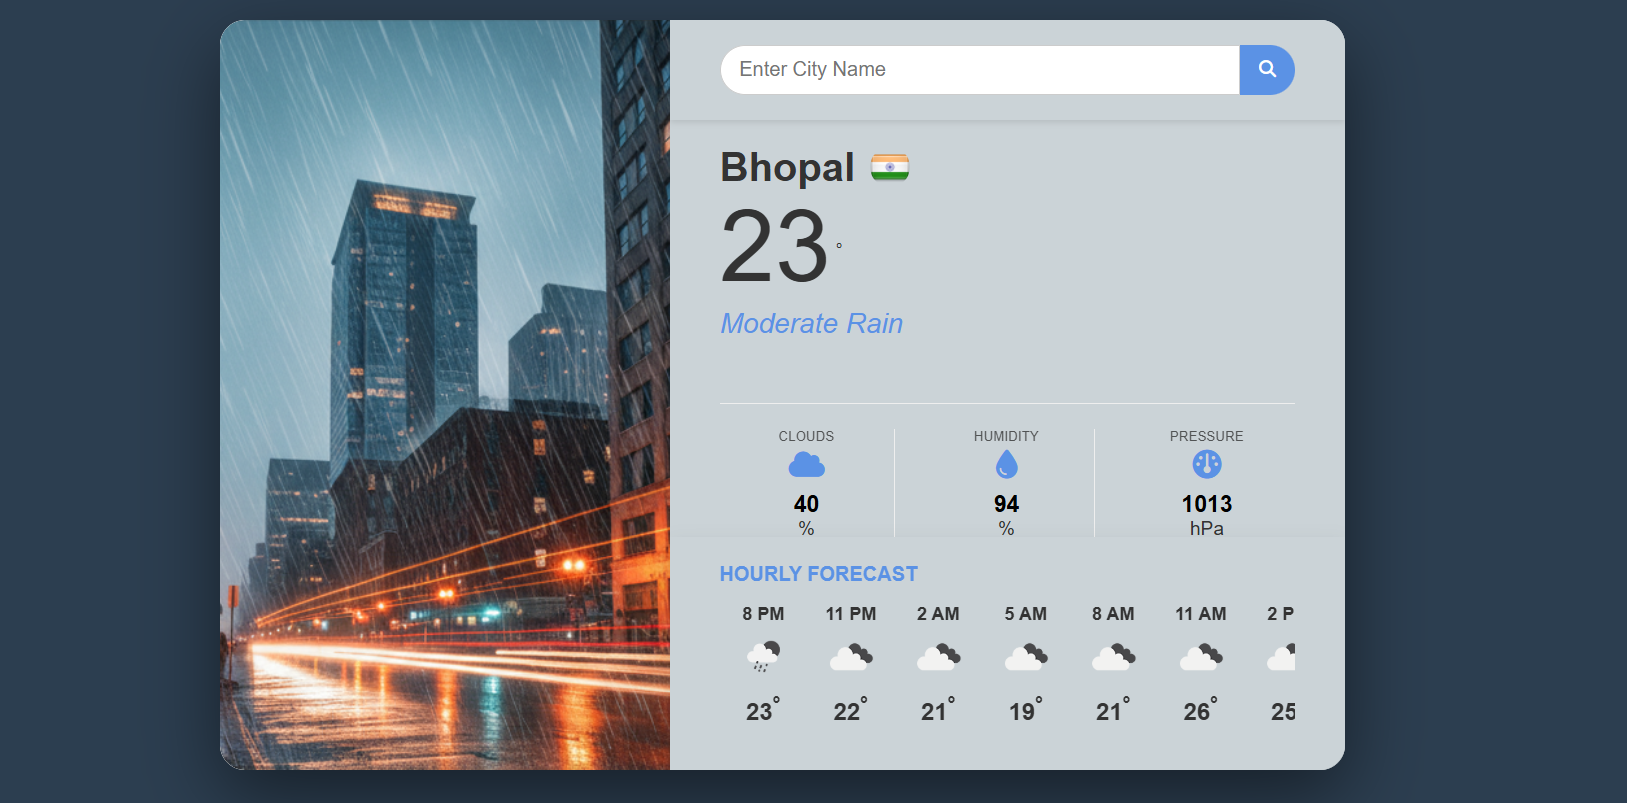 Enter City Name
Bhopal
23°
Moderate Rain
CLOUDS HUMIDITY PRESSURE
40 94 1013
% % hPa
HOURLY FORECAST
8 PM 11 PM 2 AM 5 AM 8 AM 11 AM 2 P
23° 22° 21° 19° 21° 26° 25